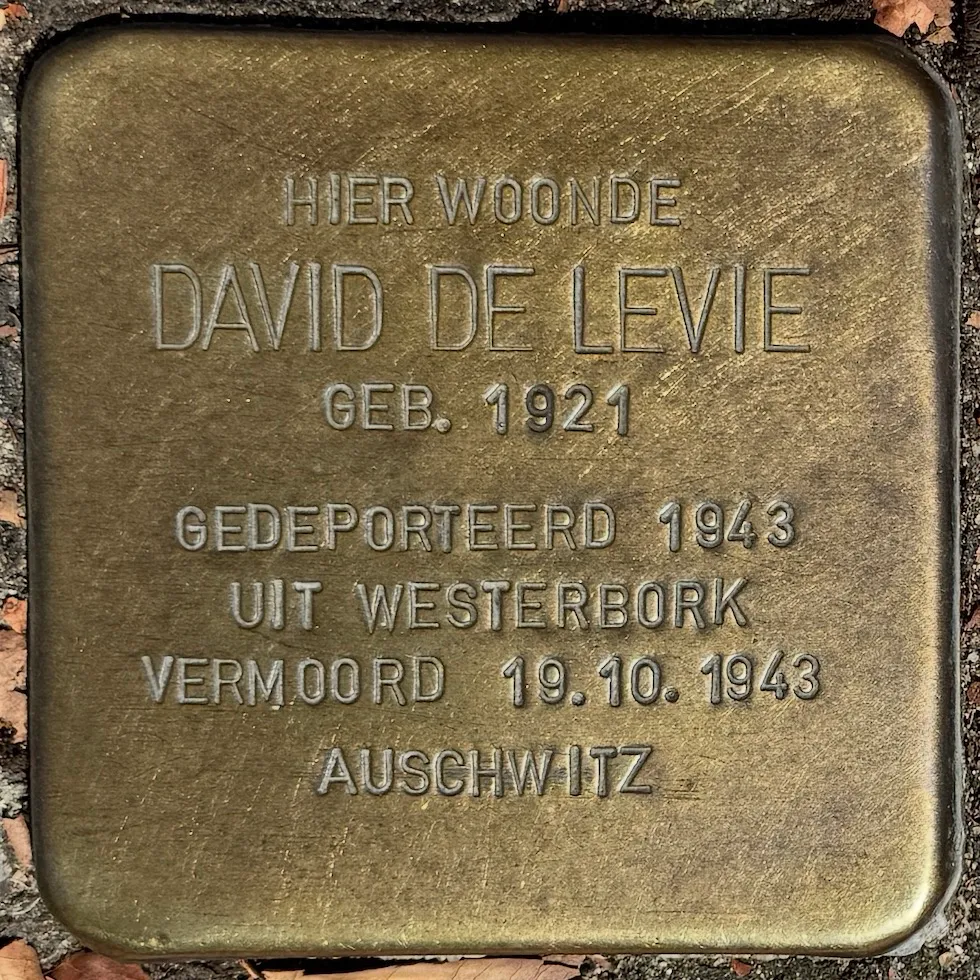 HIER WOONDE
DAVID DE LEVIE
GEB. 1921
GEDEPORTEERD 1943
UIT WESTERBORK
VERMOORD 19.10.1943
AUSCHWITZ